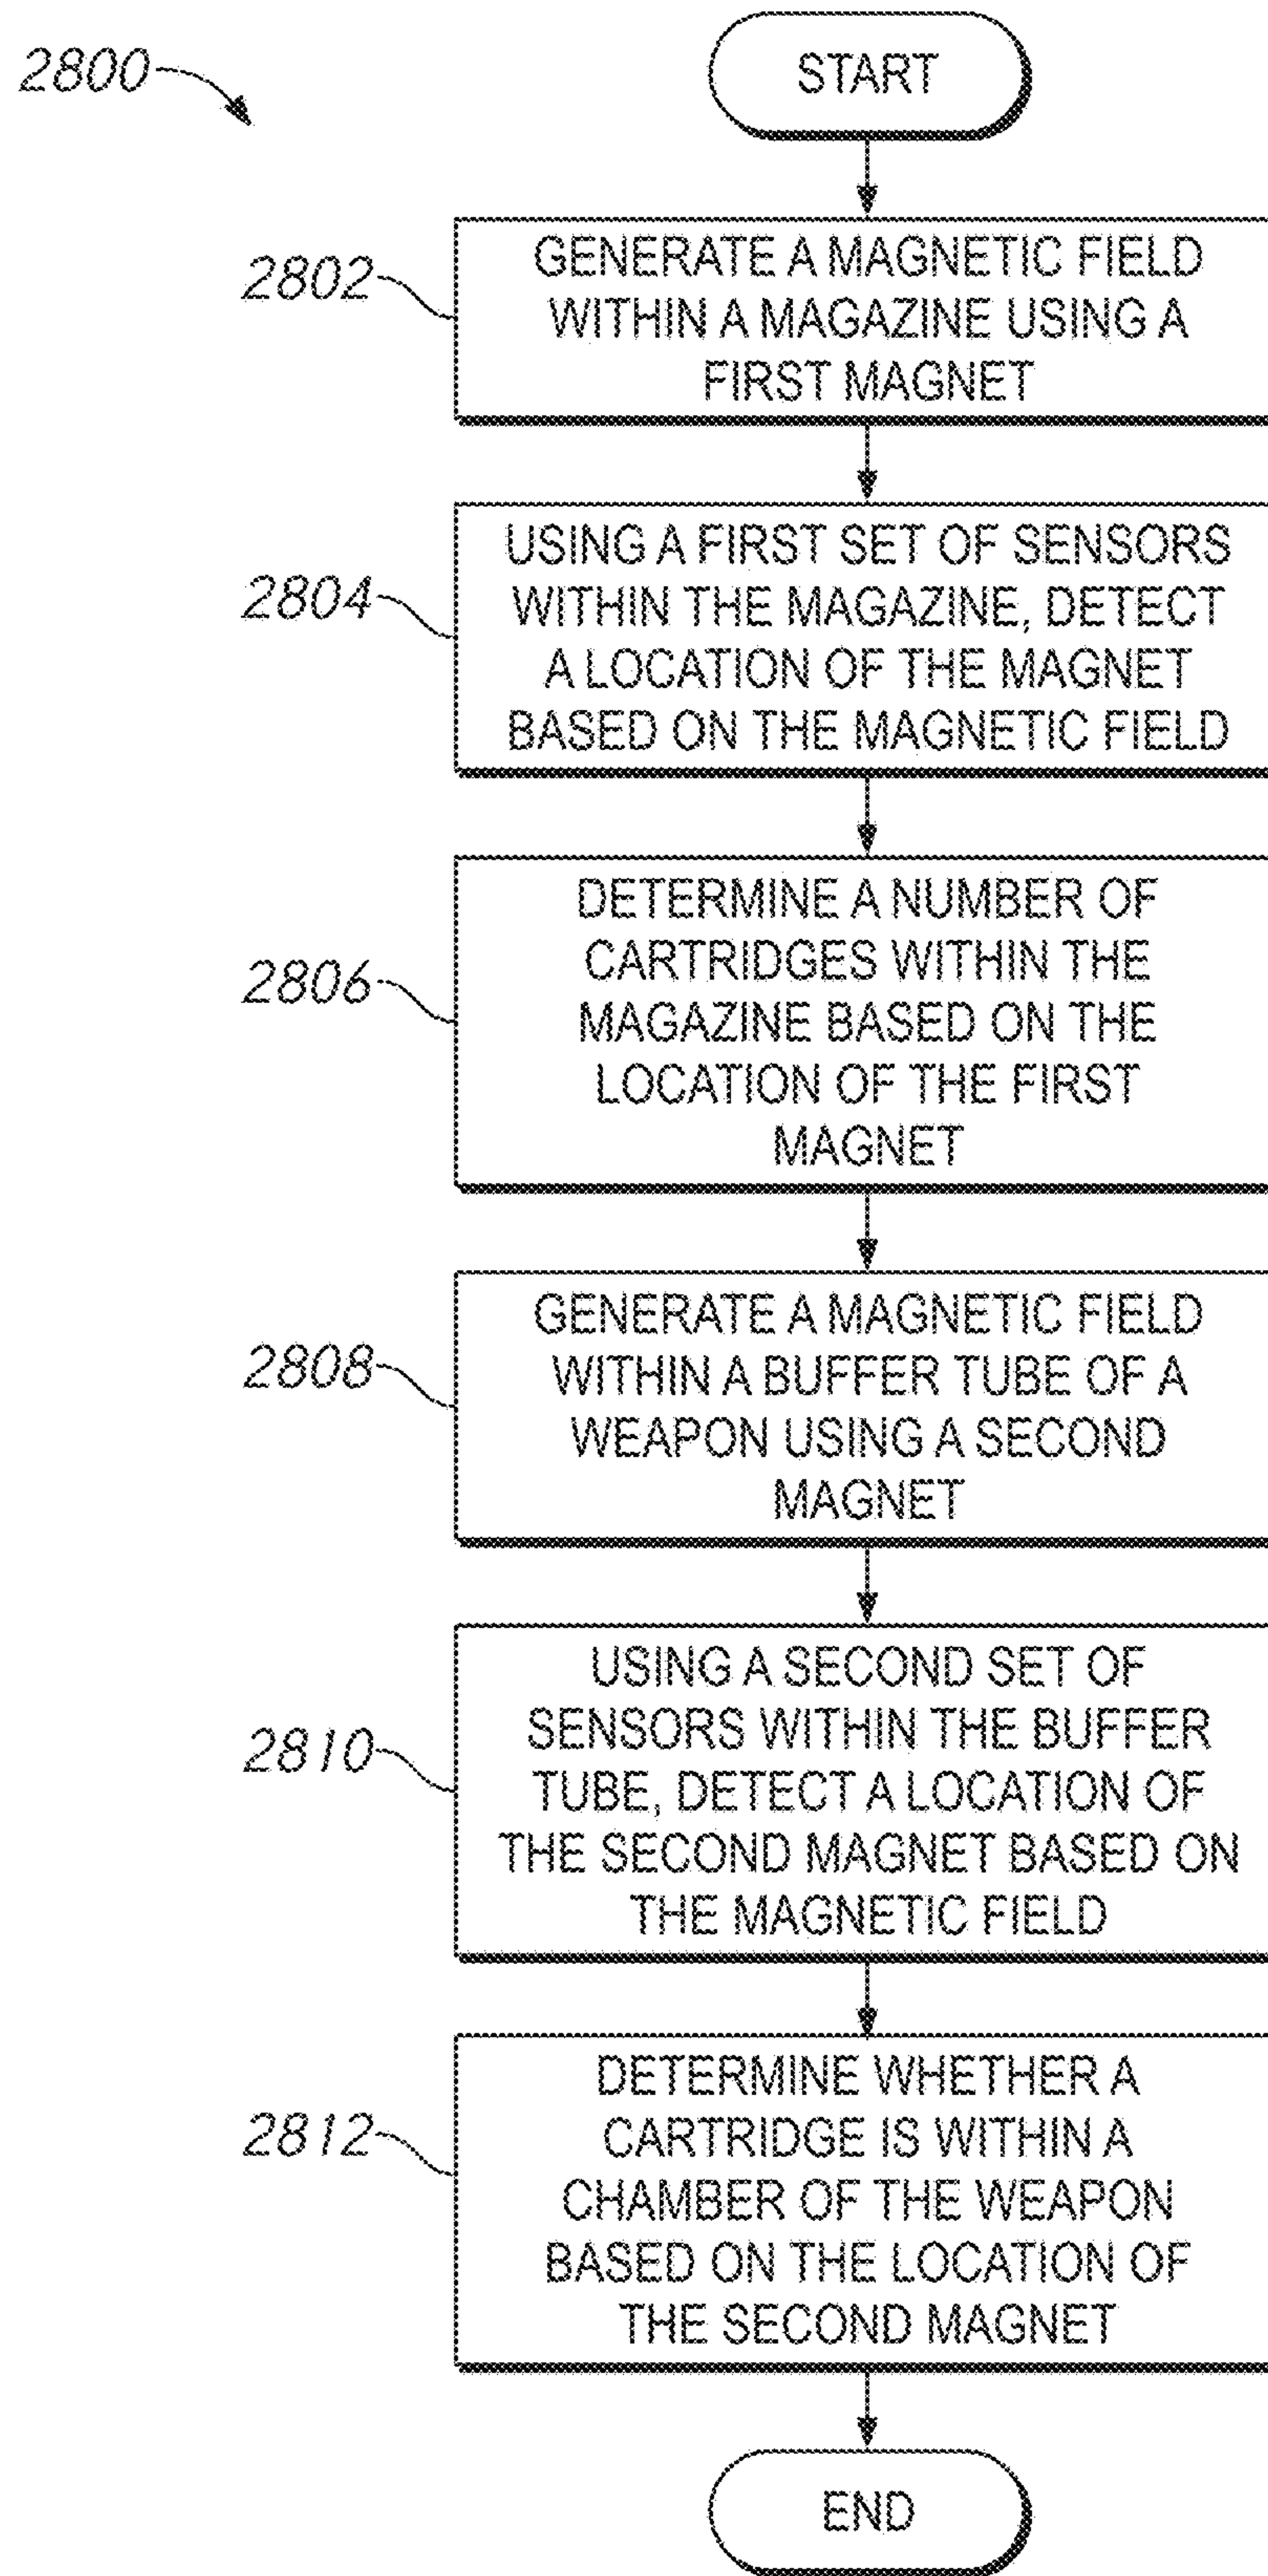 2800
START
2802
GENERATE A MAGNETIC FIELD
WITHIN A MAGAZINE USING A
FIRST MAGNET
2804
USING A FIRST SET OF SENSORS
WITHIN THE MAGAZINE, DETECT
A LOCATION OF THE MAGNET
BASED ON THE MAGNETIC FIELD
2806
DETERMINE A NUMBER OF
CARTRIDGES WITHIN THE
MAGAZINE BASED ON THE
LOCATION OF THE FIRST
MAGNET
2808
GENERATE A MAGNETIC FIELD
WITHIN A BUFFER TUBE OF A
WEAPON USING A SECOND
MAGNET
2810
USING A SECOND SET OF
SENSORS WITHIN THE BUFFER
TUBE, DETECT A LOCATION OF
THE SECOND MAGNET BASED ON
THE MAGNETIC FIELD
2812
DETERMINE WHETHER A
CARTRIDGE IS WITHIN A
CHAMBER OF THE WEAPON
BASED ON THE LOCATION OF
THE SECOND MAGNET
END